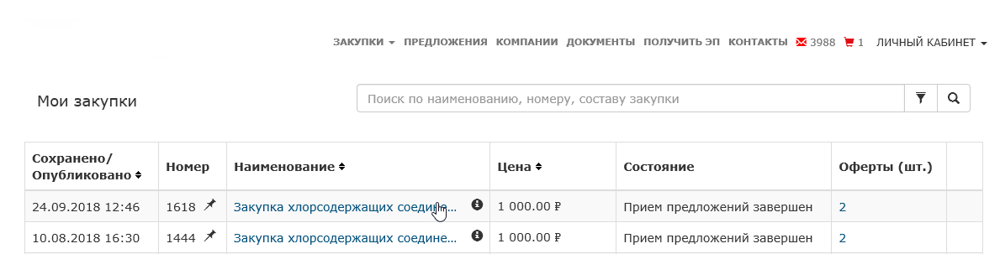 ЗАКУПКИ ПРЕДЛОЖЕНИЯ КОМПАНИИ ДОКУМЕНТЫ ПОЛУЧИТЬ ЭП КОНТАКТЫ 3988 1 ЛИЧНЫЙ КАБИНЕТ
Мои закупки
Поиск по наименованию, номеру, составу закупки
Сохранено/
Опубликовано Номер Наименование Цена Состояние Оферты (шт.)
24.09.2018 12:46 1618 Закупка хлорсодержащих соедине... 1 000.00 ₽ Прием предложений завершен 2
10.08.2018 16:30 1444 Закупка хлорсодержащих соедине... 1 000.00 ₽ Прием предложений завершен 2